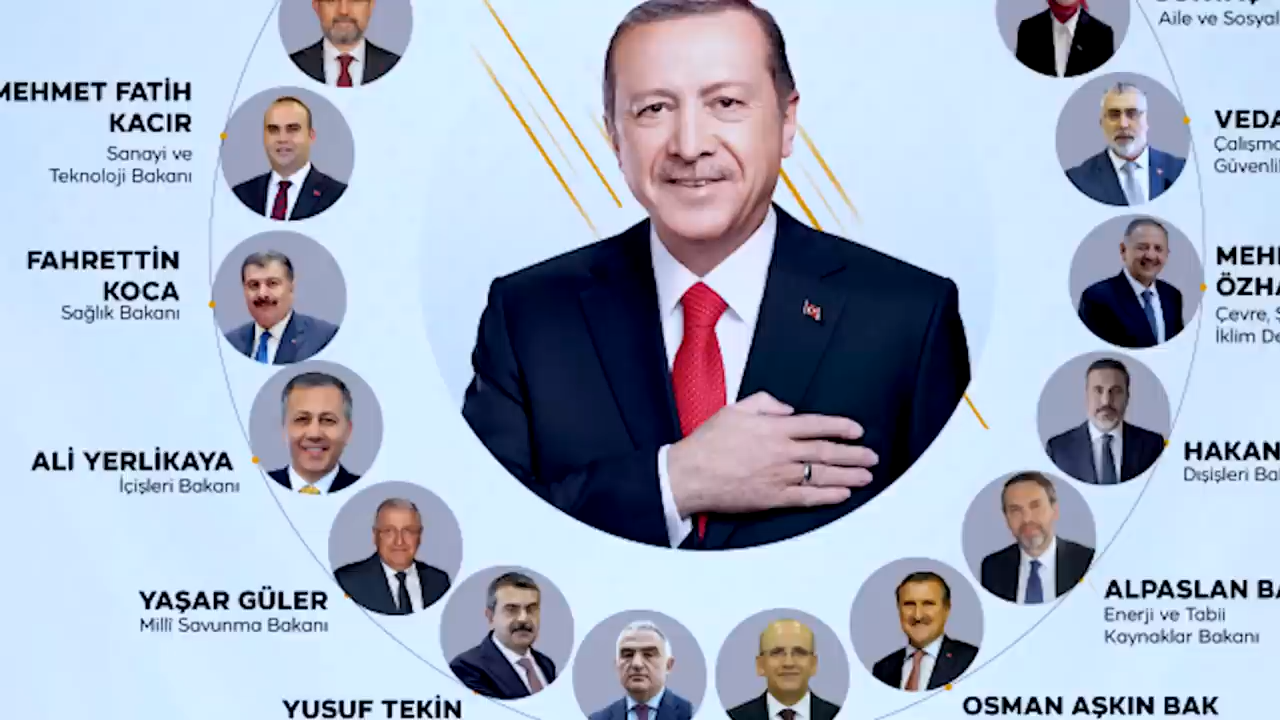 MEHMET FATİH
KACIR
Sanayi ve
Teknoloji Bakanı
FAHRETTİN
KOCA
Sağlık Bakanı
ALİ YERLİKAYA
İçişleri Bakanı
YAŞAR GÜLER
Millî Savunma Bakanı
YUSUF TEKİN
Aile ve Sosyal
VEDA
Çalışma
Güvenli
MEH
ÖZHA
Çevre, Ş
İklim De
HAKAN
Dışişleri Ba
ALPASLAN BA
Enerji ve Tabii
Kaynaklar Bakanı
OSMAN AŞKIN BAK